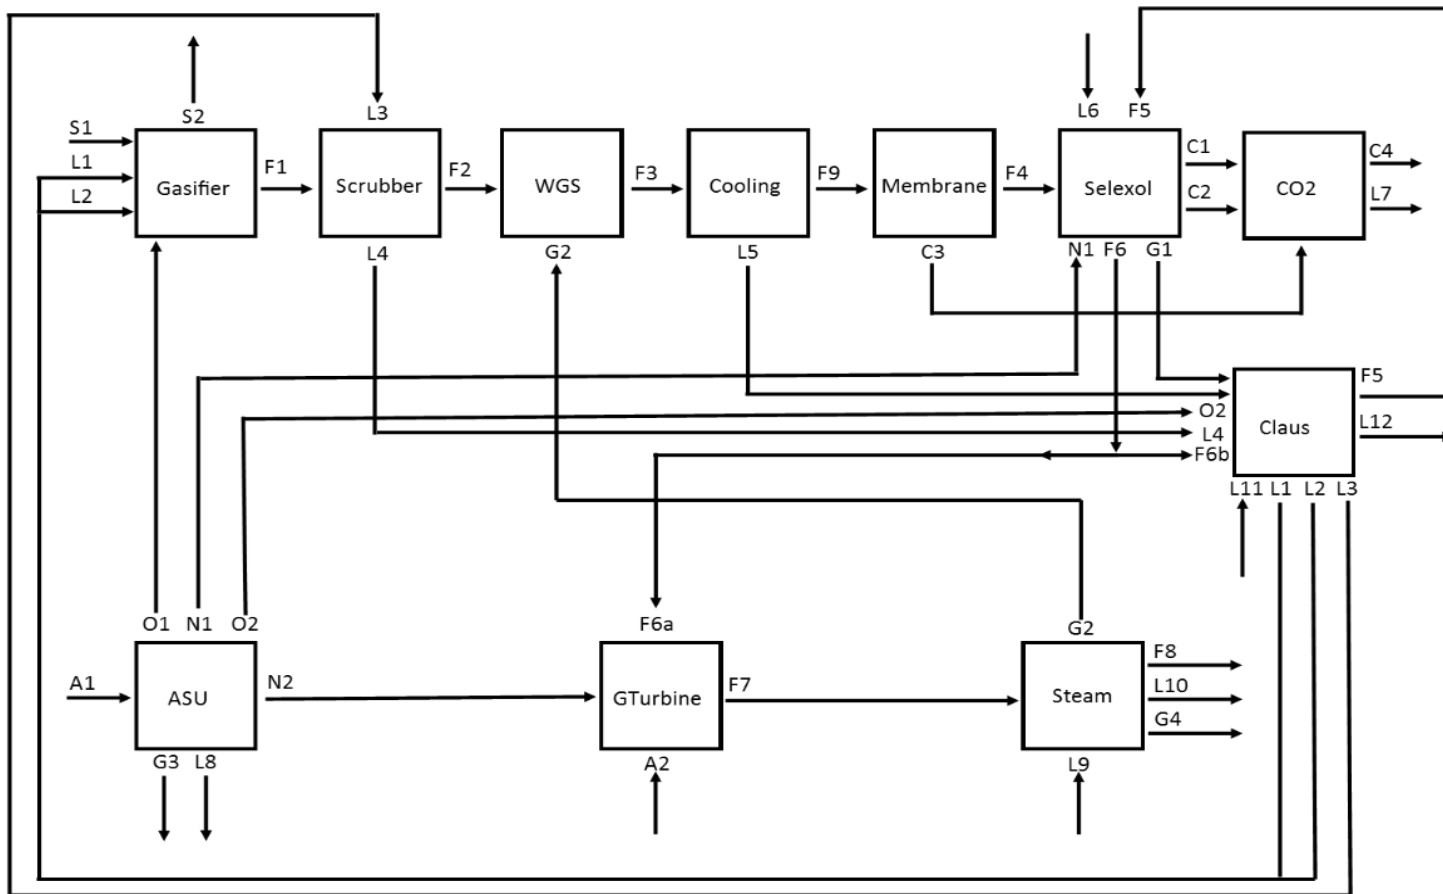 S2
L3
L6 F5
S1
L1
L2
Gasifier
F1
Scrubber
F2
WGS
F3
Cooling
F9
Membrane
F4
Selexol
C1
C2
CO2
C4
L7
L4
G2
L5
C3
N1 F6 G1
O2
L4
F6b
Claus
F5
L12
L11 L1 L2 L3
O1 N1 O2
F6a
G2
A1
ASU
N2
GTurbine
F7
Steam
F8
L10
G4
G3 L8
A2
L9